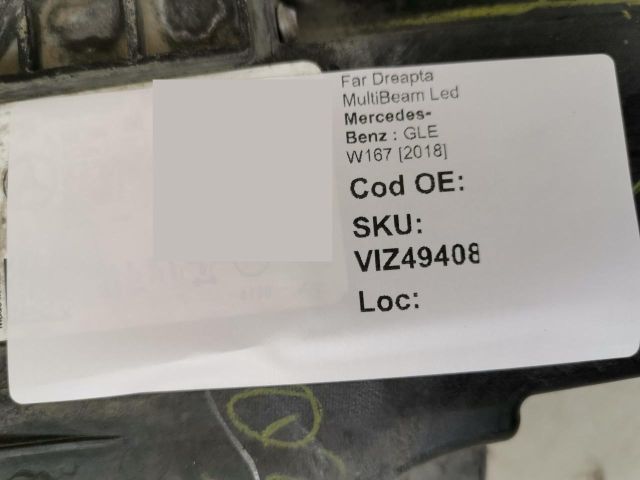 Far Dreapta
MultiBeam Led
Mercedes-
Benz : GLE
W167 [2018]
Cod OE:
SKU:
VIZ49408
Loc: